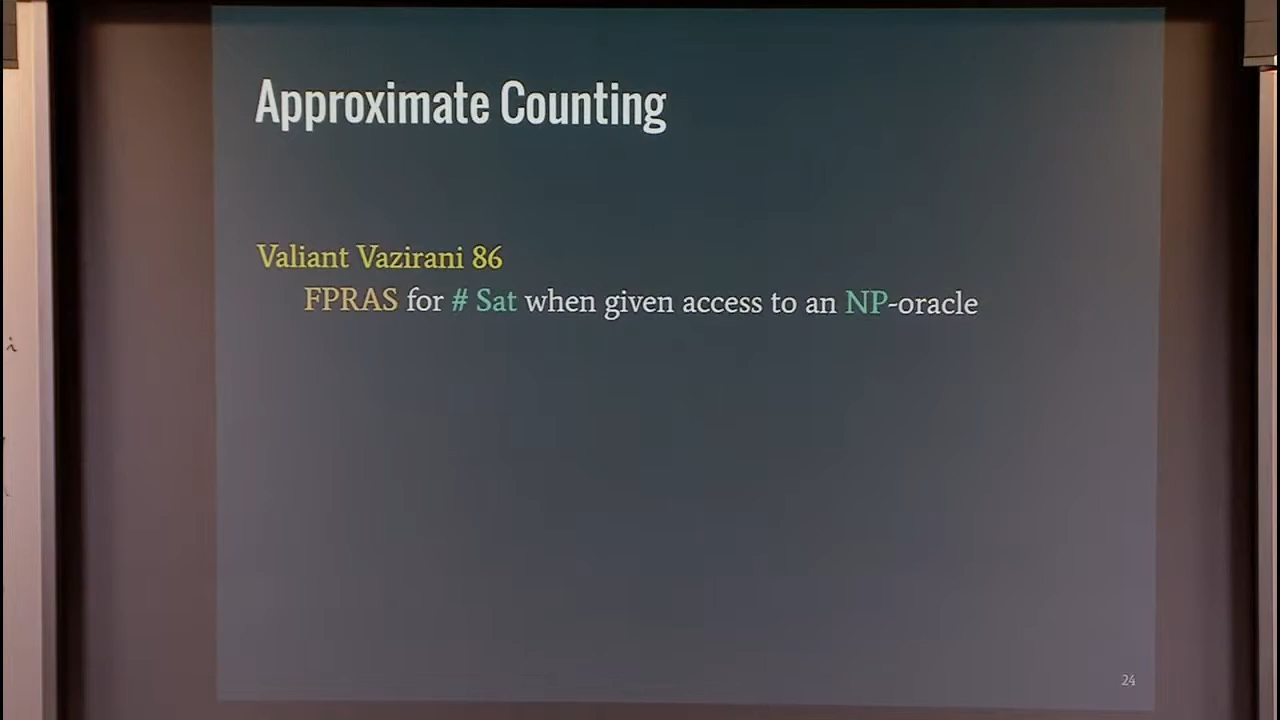 Approximate Counting
Valiant Vazirani 86
FPRAS for # Sat when given access to an NP-oracle
24
i